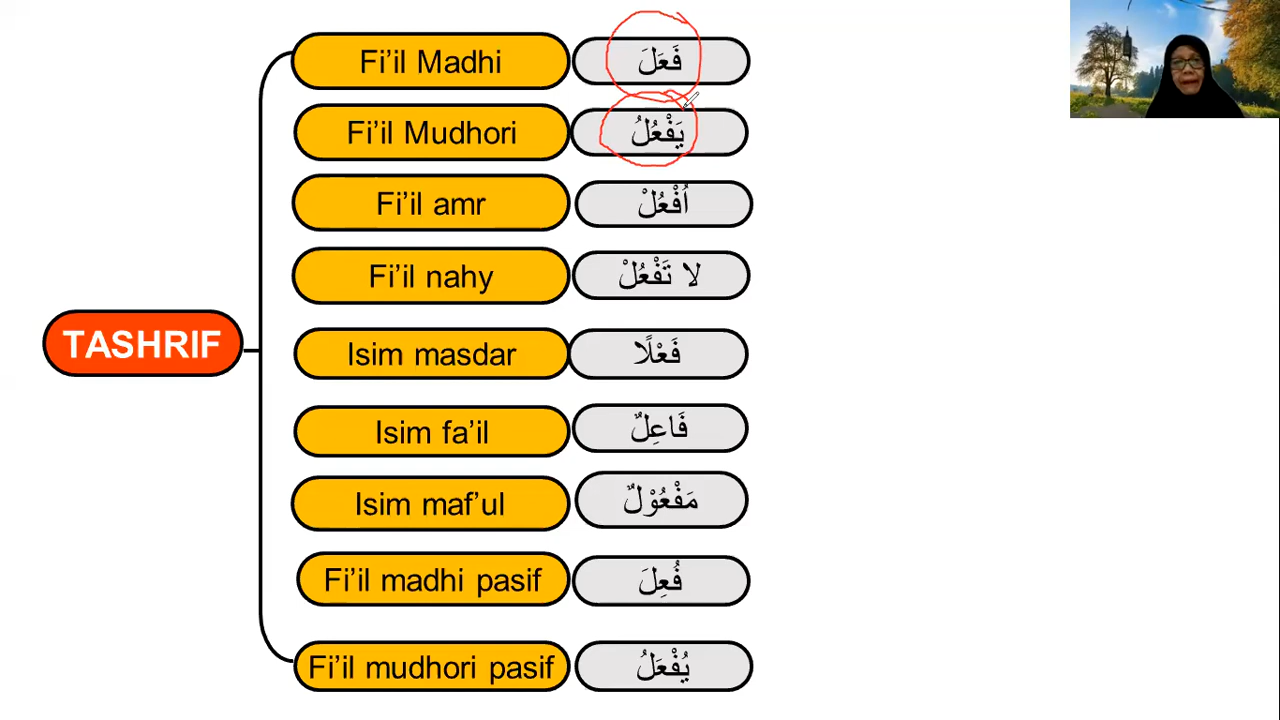 TASHRIF
Fi’il Madhi فَعَلَ
Fi’il Mudhori يَفْعُلُ
Fi’il amr اُفْعُلْ
Fi’il nahy لا تَفْعُلْ
Isim masdar فَعْلًا
Isim fa’il فَاعِلٌ
Isim maf’ul مَفْعُوْلٌ
Fi’il madhi pasif فُعِلَ
Fi’il mudhori pasif يُفْعَلُ